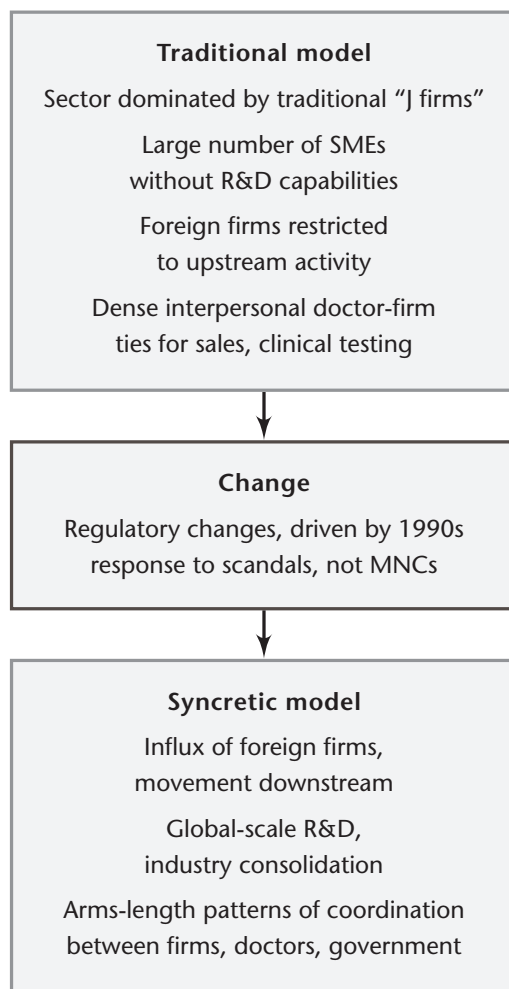 Traditional model
Sector dominated by traditional “J firms”
Large number of SMEs
without R&D capabilities
Foreign firms restricted
to upstream activity
Dense interpersonal doctor-firm
ties for sales, clinical testing
Change
Regulatory changes, driven by 1990s
response to scandals, not MNCs
Syncretic model
Influx of foreign firms,
movement downstream
Global-scale R&D,
industry consolidation
Arms-length patterns of coordination
between firms, doctors, government